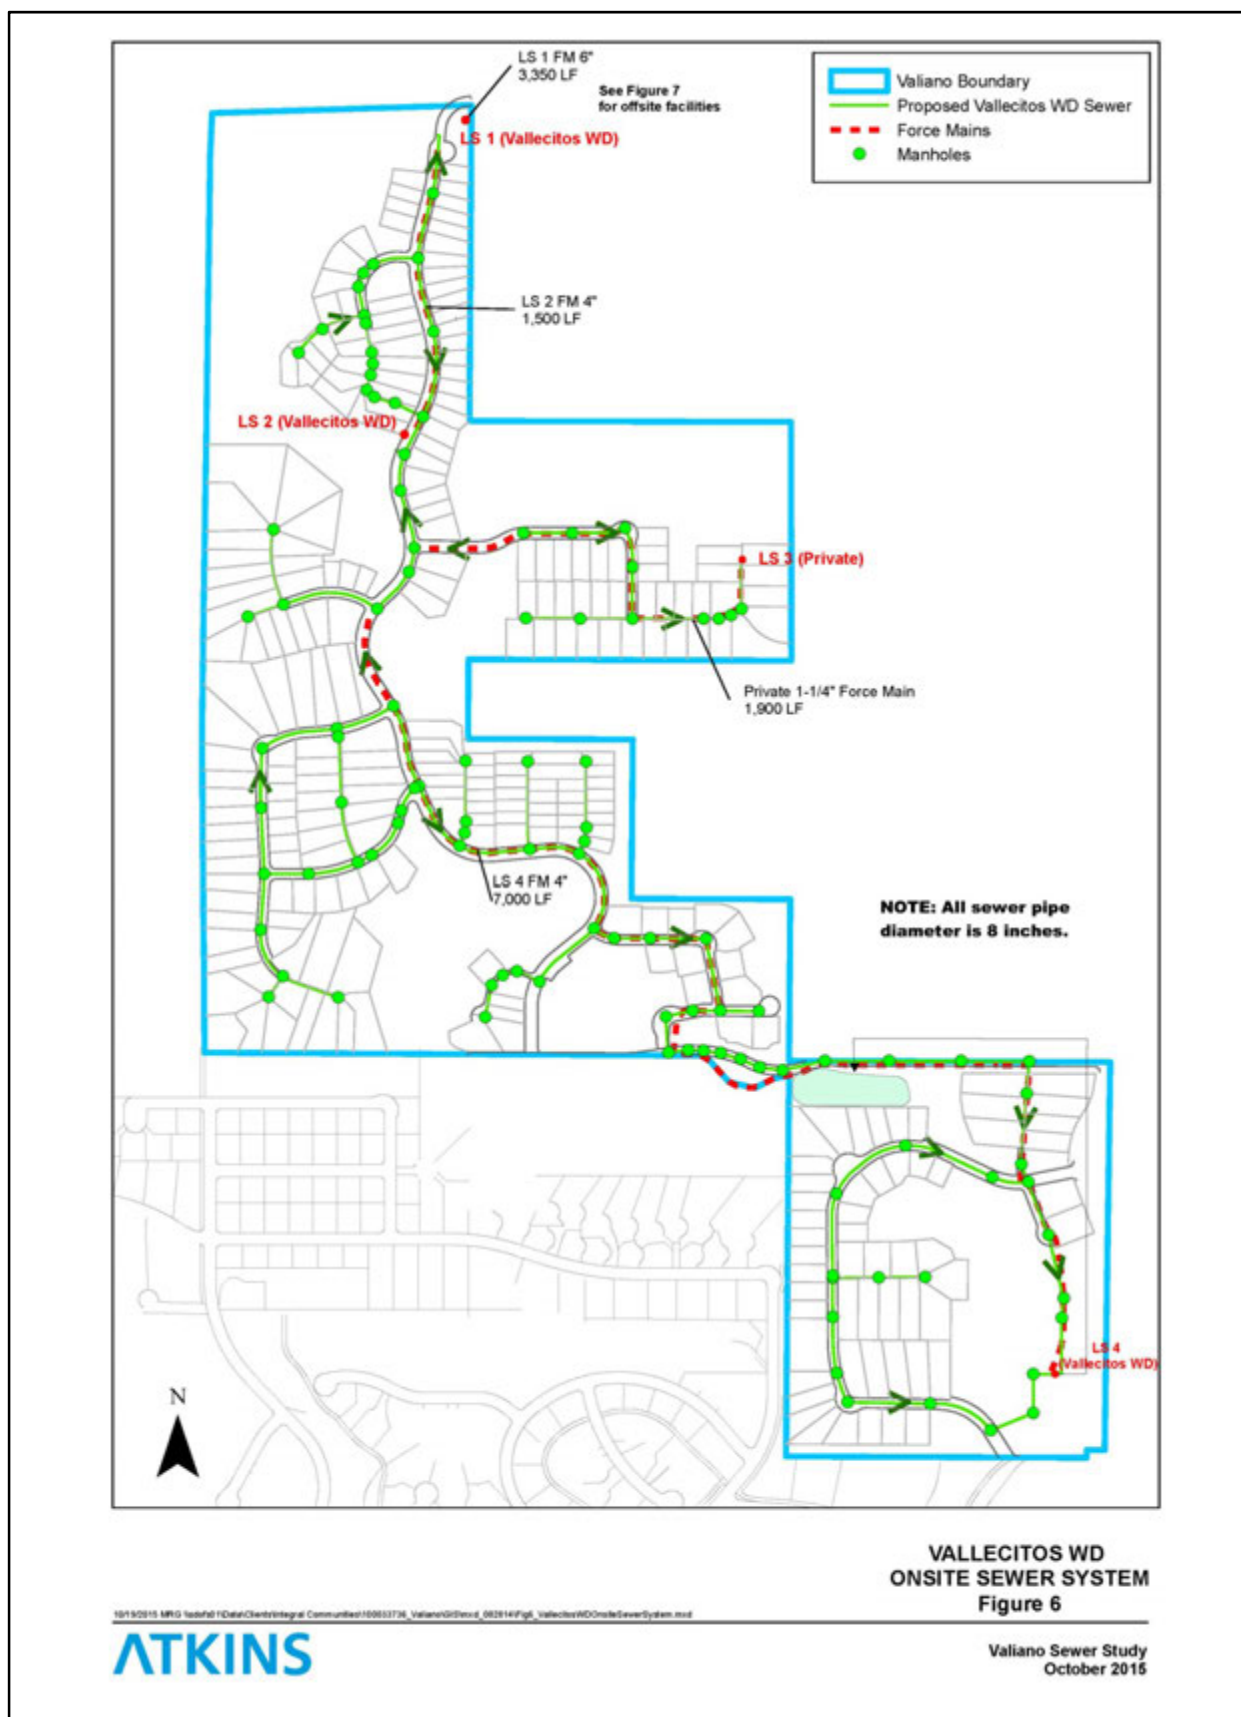 LS 1 FM 6"
3,350 LF
See Figure 7
for offsite facilities
LS 1 (Vallecitos WD)
Valiano Boundary
Proposed Vallecitos WD Sewer
Force Mains
Manholes
LS 2 FM 4"
1,500 LF
LS 2 (Vallecitos WD)
LS 3 (Private)
Private 1-1/4" Force Main
1,900 LF
LS 4 FM 4"
7,000 LF
NOTE: All sewer pipe
diameter is 8 inches.
LS 4
(Vallecitos WD)
N
VALLECITOS WD
ONSITE SEWER SYSTEM
Figure 6
ATKINS
Valiano Sewer Study
October 2015